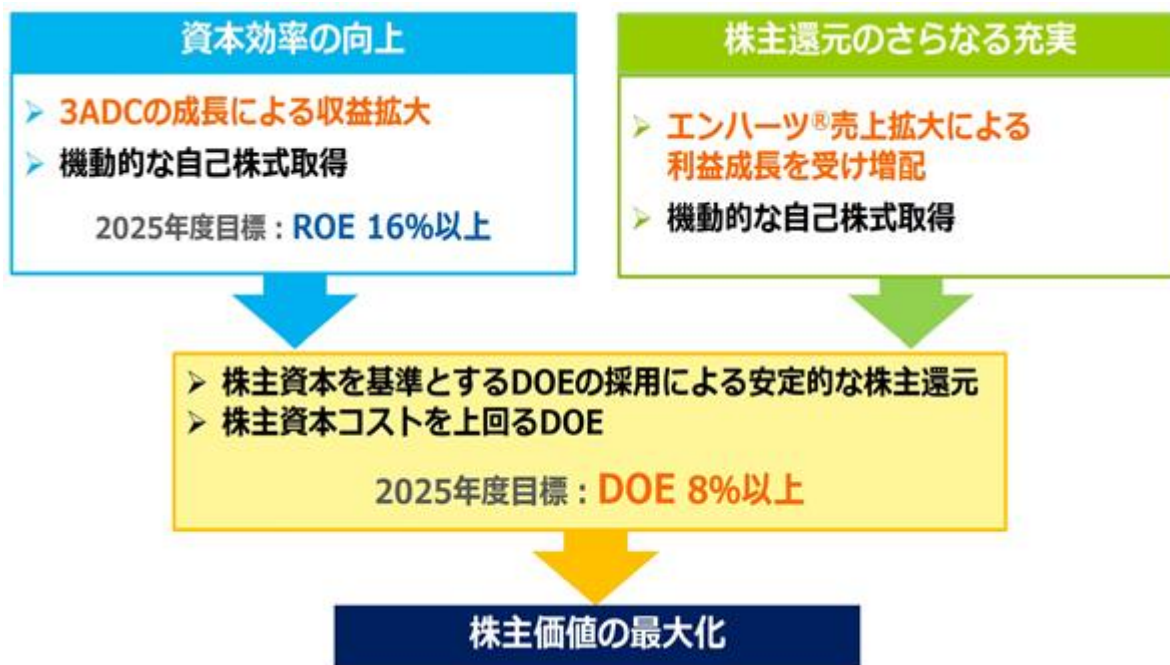 資本効率の向上
➢ 3ADCの成長による収益拡大
➢ 機動的な自己株式取得
2025年度目標：ROE 16%以上
株主還元のさらなる充実
➢ エンハーツ®売上拡大による
利益成長を受け増配
➢ 機動的な自己株式取得
➢ 株主資本を基準とするDOEの採用による安定的な株主還元
➢ 株主資本コストを上回るDOE
2025年度目標：DOE 8%以上
株主価値の最大化